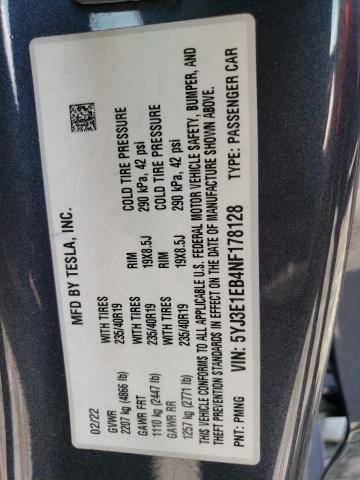 MFD BY TESLA, INC.
02/22
GVWR
2207 kg (4866 lb)
GAWR FRT WITH TIRES RIM COLD TIRE PRESSURE
1110 kg (2447 lb) 235/40R19 19X8.5J 290 kPa, 42 psi
GAWR RR WITH TIRES RIM COLD TIRE PRESSURE
1257 kg (2771 lb) 235/40R19 19X8.5J 290 kPa, 42 psi
THIS VEHICLE CONFORMS TO ALL APPLICABLE U.S. FEDERAL MOTOR VEHICLE SAFETY, BUMPER, AND
THEFT PREVENTION STANDARDS IN EFFECT ON THE DATE OF MANUFACTURE SHOWN ABOVE.
VIN: 5YJ3E1EB4NF178128 TYPE: PASSENGER CAR
PNT: PMNG